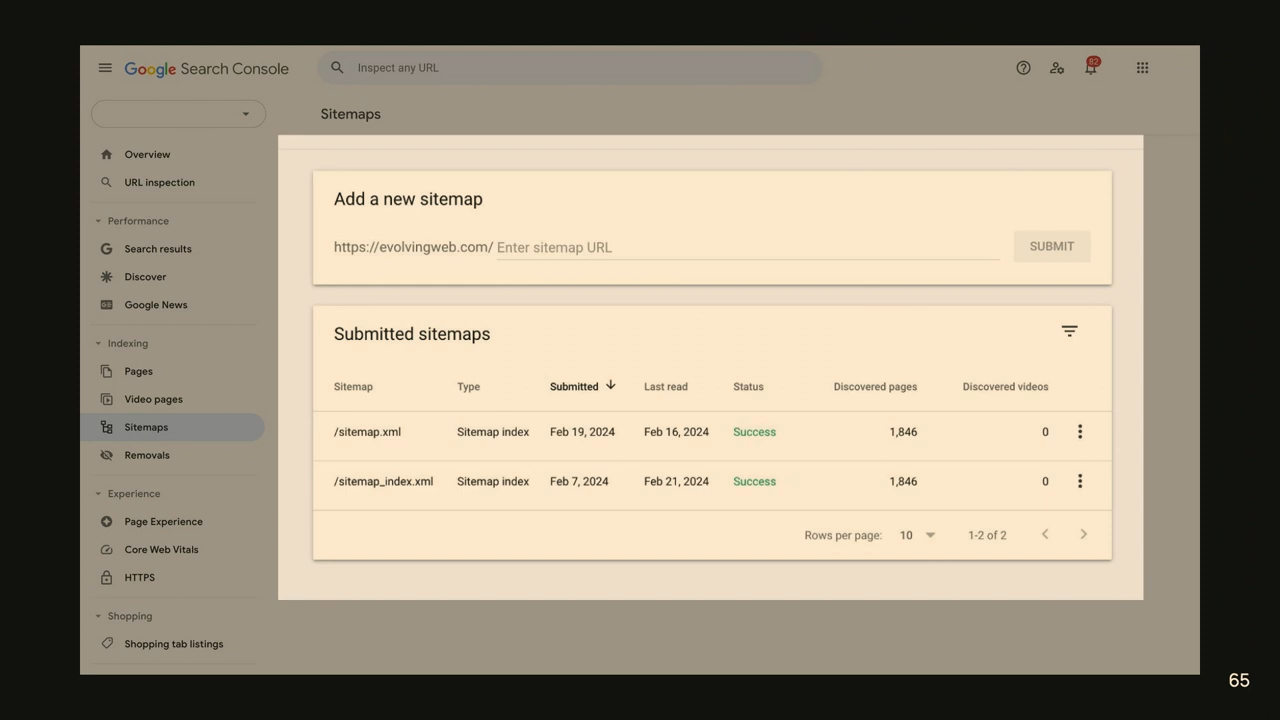 Google Search Console
Inspect any URL
82
Sitemaps
Overview
URL inspection
Performance
Search results
Discover
Google News
Indexing
Pages
Video pages
Sitemaps
Removals
Experience
Page Experience
Core Web Vitals
HTTPS
Shopping
Shopping tab listings
Add a new sitemap
https://evolvingweb.com/ Enter sitemap URL
SUBMIT
Submitted sitemaps
Sitemap Type Submitted Last read Status Discovered pages Discovered videos
/sitemap.xml Sitemap index Feb 19, 2024 Feb 16, 2024 Success 1,846 0
/sitemap_index.xml Sitemap index Feb 7, 2024 Feb 21, 2024 Success 1,846 0
Rows per page: 10 1-2 of 2
65